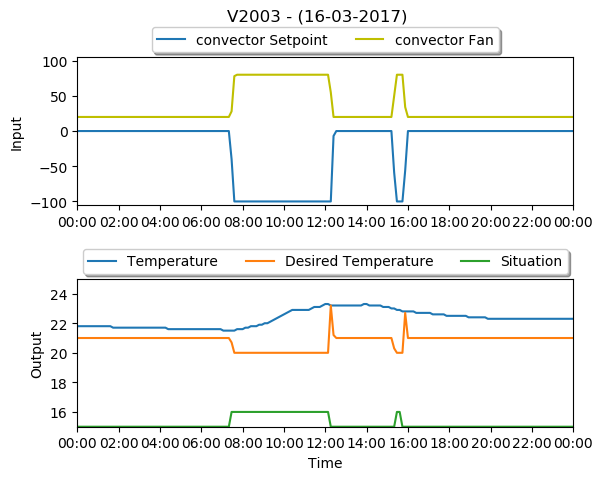 V2003 - (16-03-2017)
convector Setpoint convector Fan
100
50
0
−50
−100
Input
00:00 02:00 04:00 06:00 08:00 10:00 12:00 14:00 16:00 18:00 20:00 22:00 00:00
Temperature Desired Temperature Situation
24
22
20
18
16
Output
00:00 02:00 04:00 06:00 08:00 10:00 12:00 14:00 16:00 18:00 20:00 22:00 00:00
Time